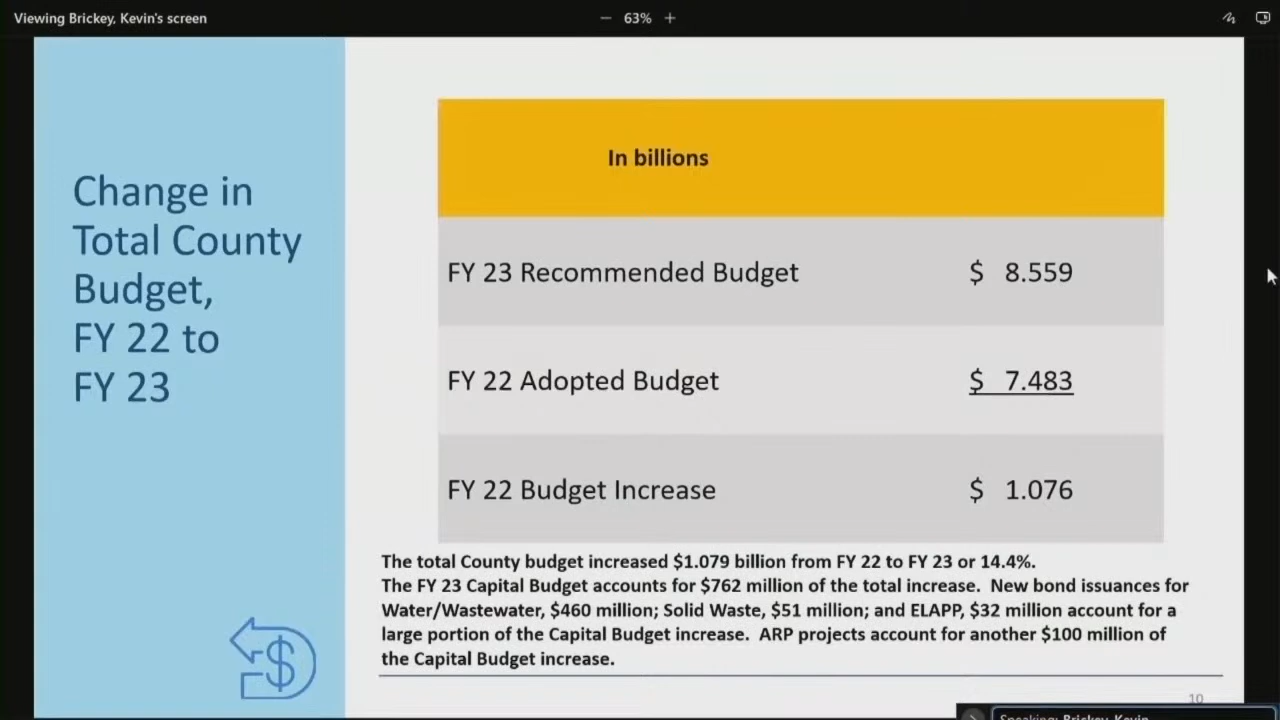 Viewing Brickey, Kevin's screen
— 63% +
Change in
Total County
Budget,
FY 22 to
FY 23
In billions
FY 23 Recommended Budget $ 8.559
FY 22 Adopted Budget $ 7.483
FY 22 Budget Increase $ 1.076
The total County budget increased $1.079 billion from FY 22 to FY 23 or 14.4%.
The FY 23 Capital Budget accounts for $762 million of the total increase. New bond issuances for
Water/Wastewater, $460 million; Solid Waste, $51 million; and ELAPP, $32 million account for a
large portion of the Capital Budget increase. ARP projects account for another $100 million of
the Capital Budget increase.
$
10
Speaking: Brickey, Kevin